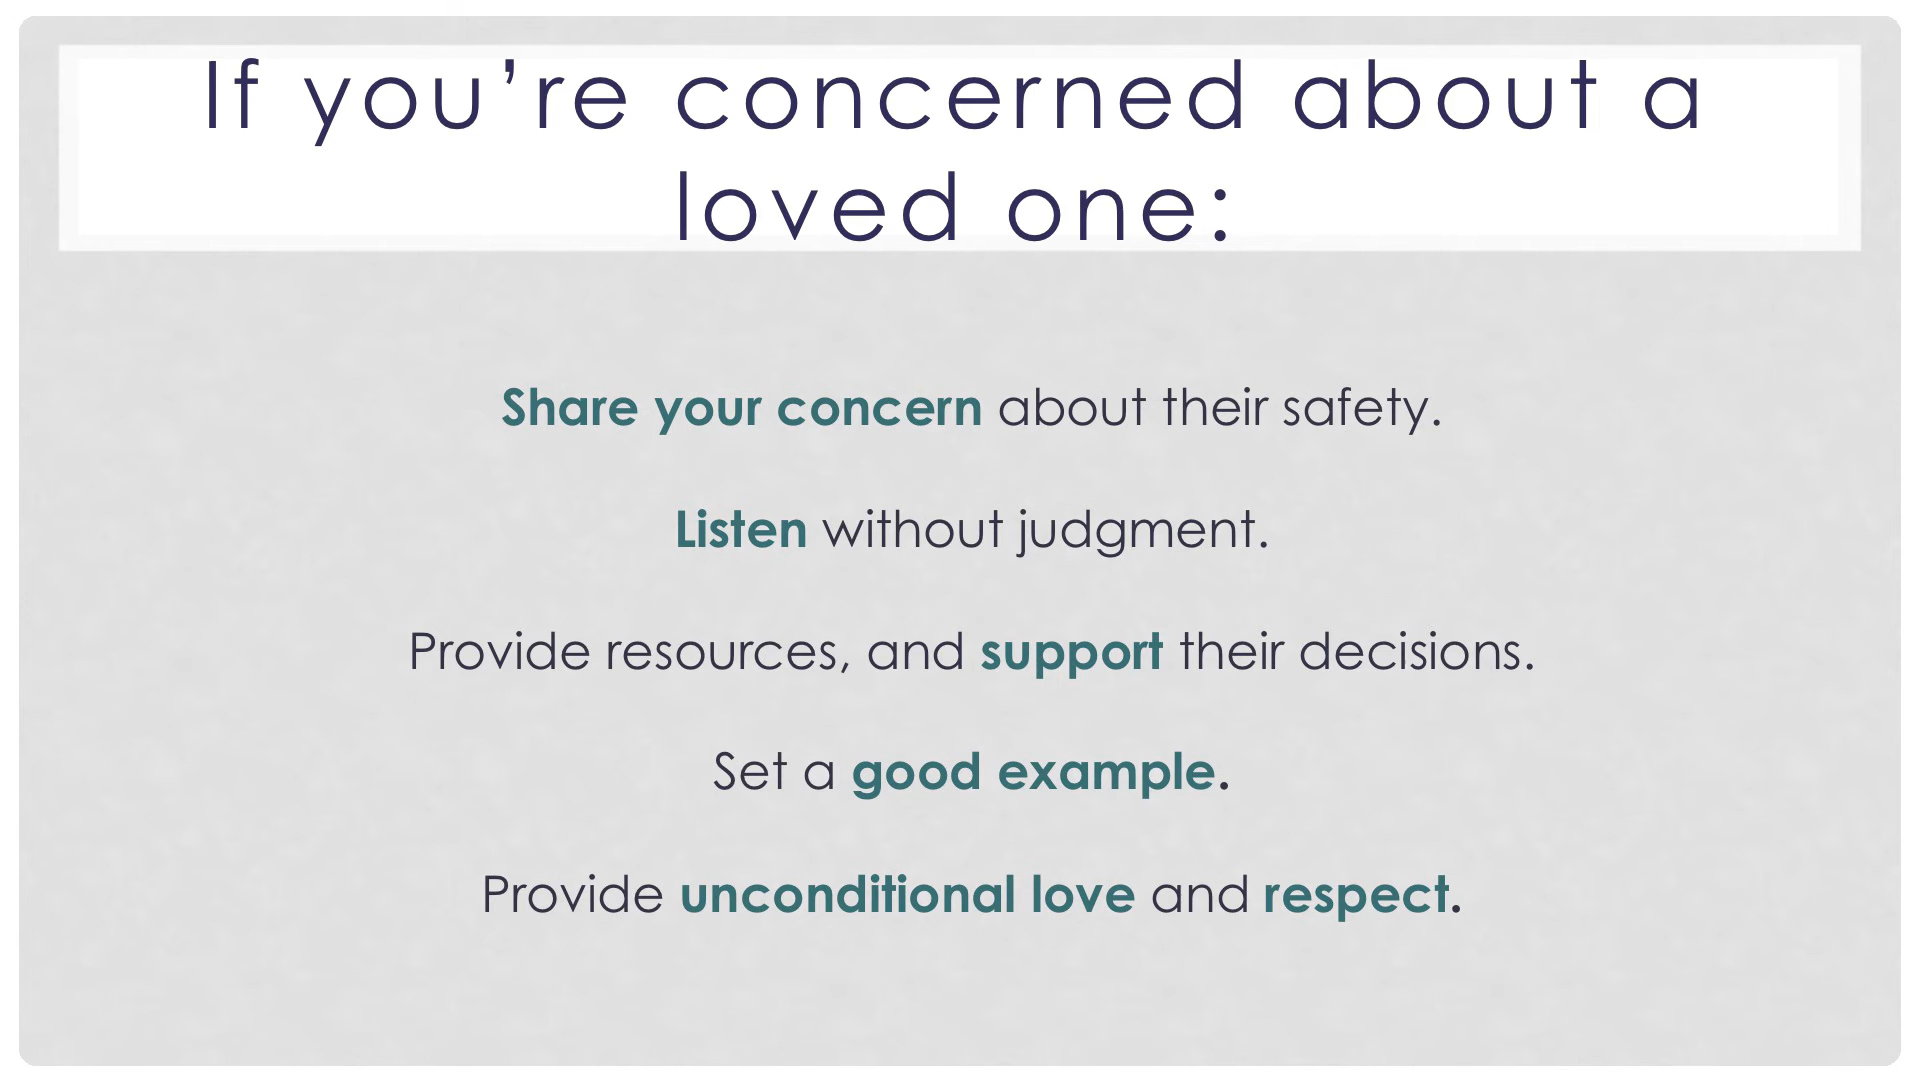 If you’re concerned about a
loved one:
Share your concern about their safety.
Listen without judgment.
Provide resources, and support their decisions.
Set a good example.
Provide unconditional love and respect.